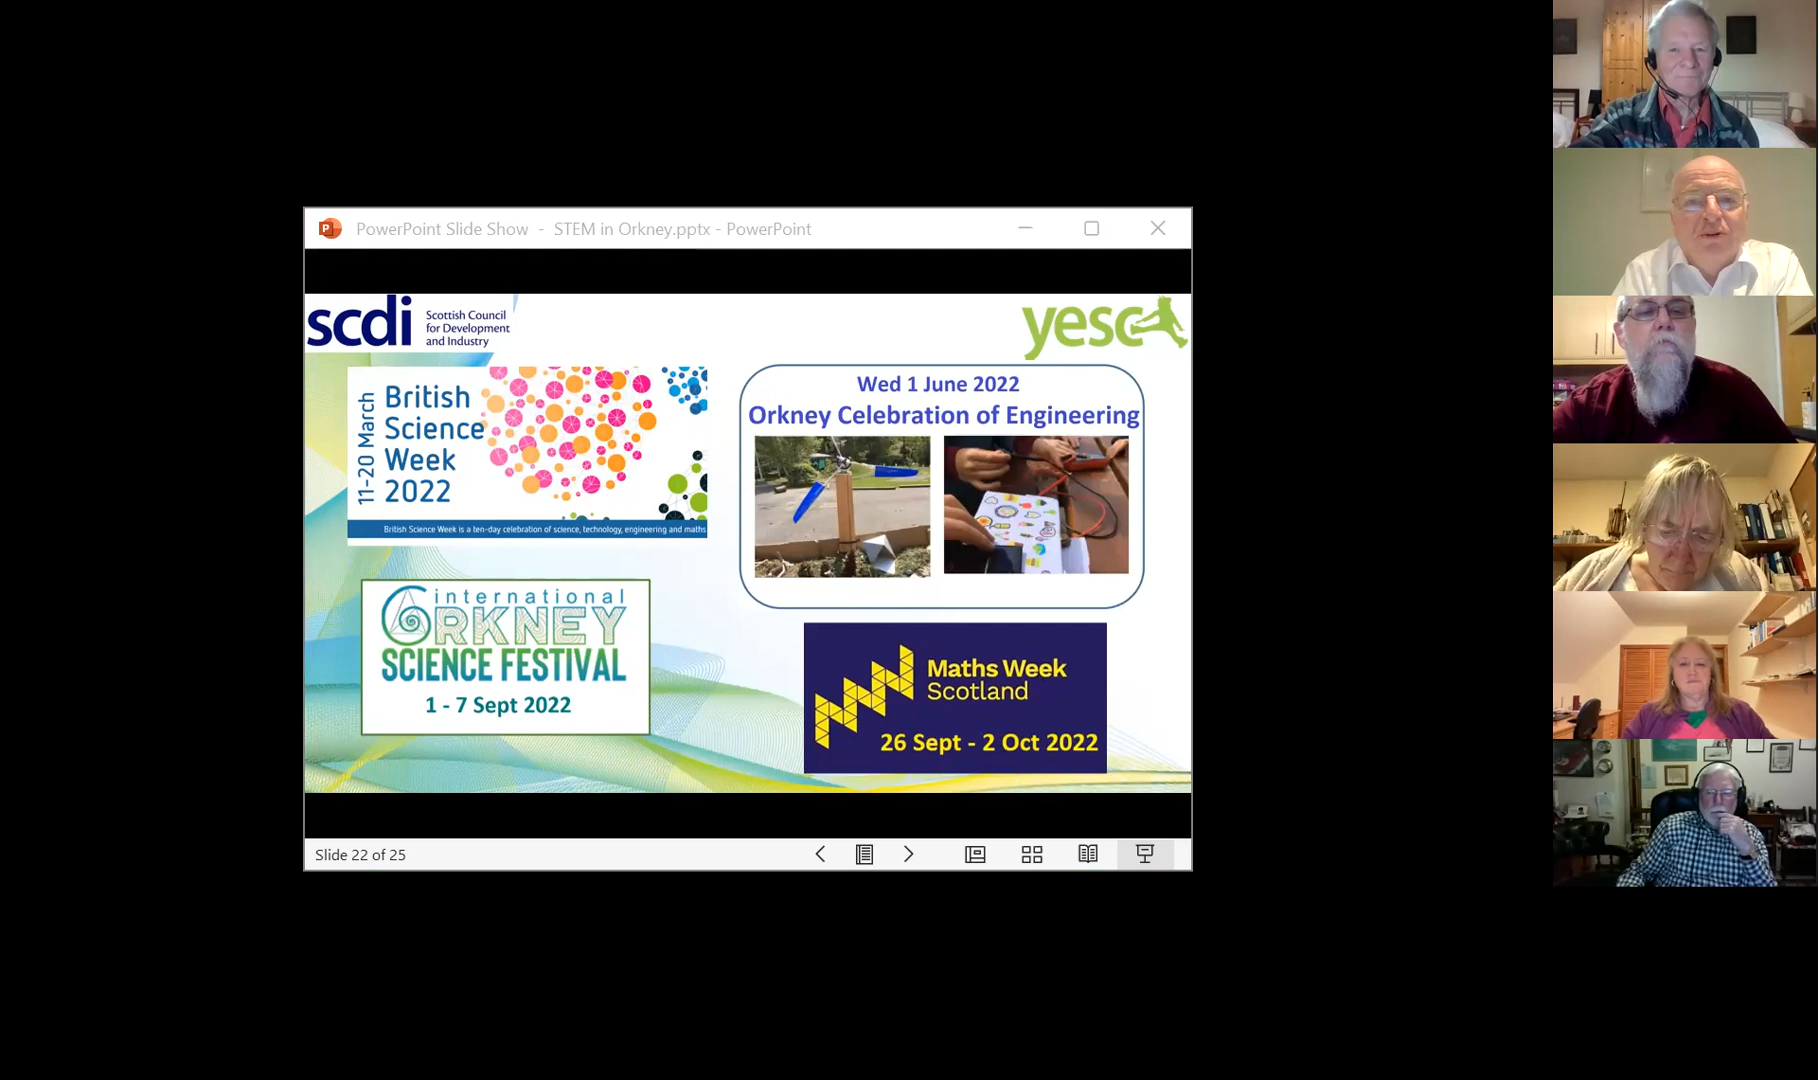 PowerPoint Slide Show - STEM in Orkney.pptx - PowerPoint
scdi
Scottish Council
for Development
and Industry
yesc
11-20 March
British
Science
Week
2022
British Science Week is a ten-day celebration of science, technology, engineering and maths
Wed 1 June 2022
Orkney Celebration of Engineering
international
ORKNEY
SCIENCE FESTIVAL
1 - 7 Sept 2022
Maths Week
Scotland
26 Sept - 2 Oct 2022
Slide 22 of 25